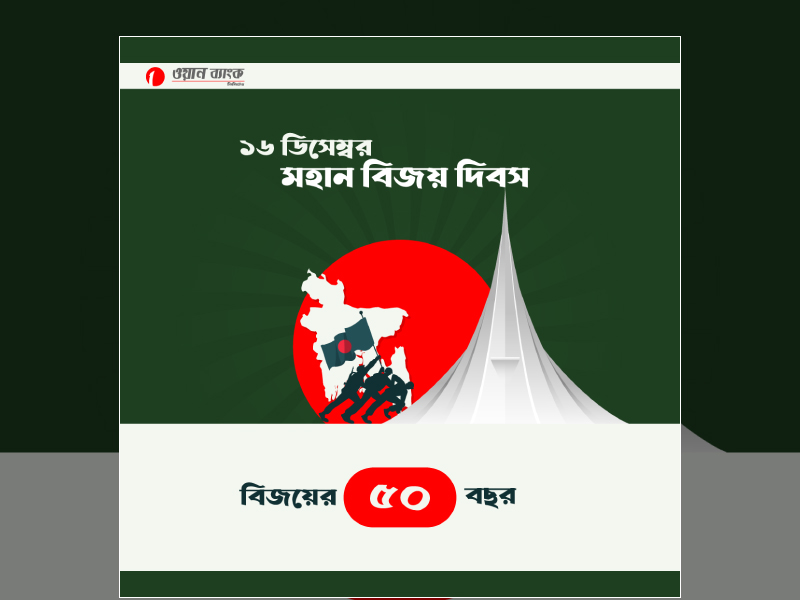 ওয়ান ব্যাংক
লিমিটেড
১৬ ডিসেম্বর
মহান বিজয় দিবস
বিজয়ের ৫০ বছর